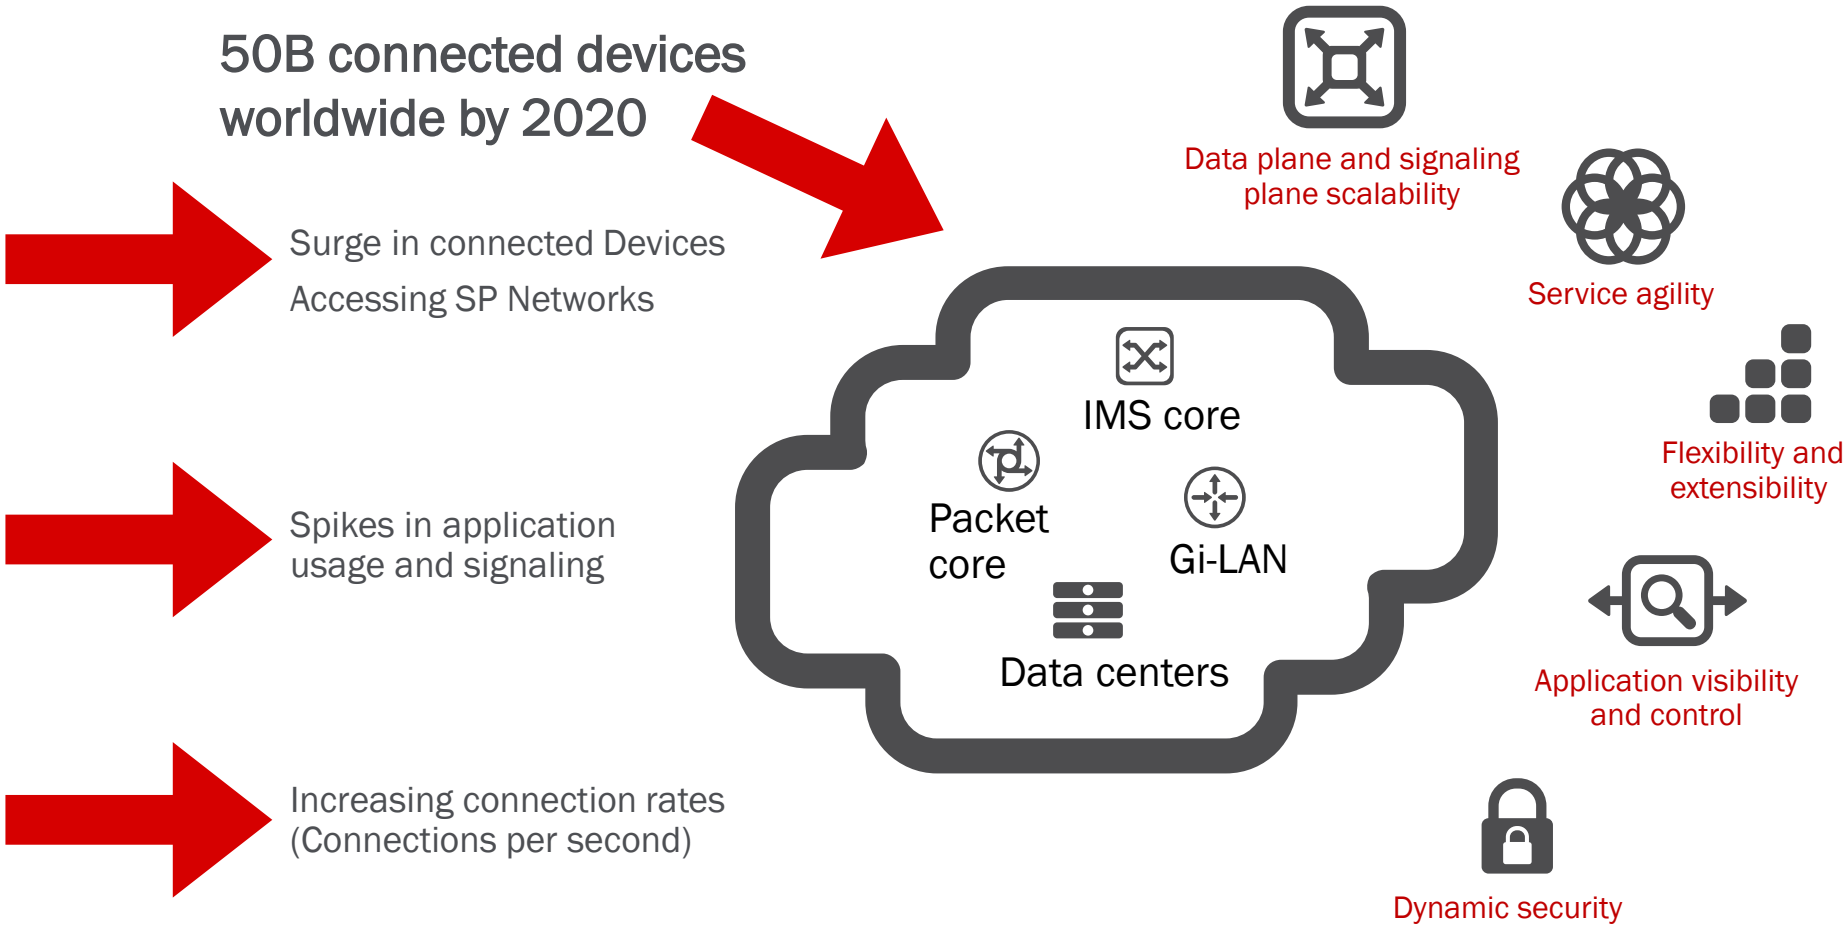 50B connected devices
worldwide by 2020
Surge in connected Devices
Accessing SP Networks
Spikes in application
usage and signaling
Increasing connection rates
(Connections per second)
IMS core
Packet
core
Gi-LAN
Data centers
Data plane and signaling
plane scalability
Service agility
Flexibility and
extensibility
Application visibility
and control
Dynamic security